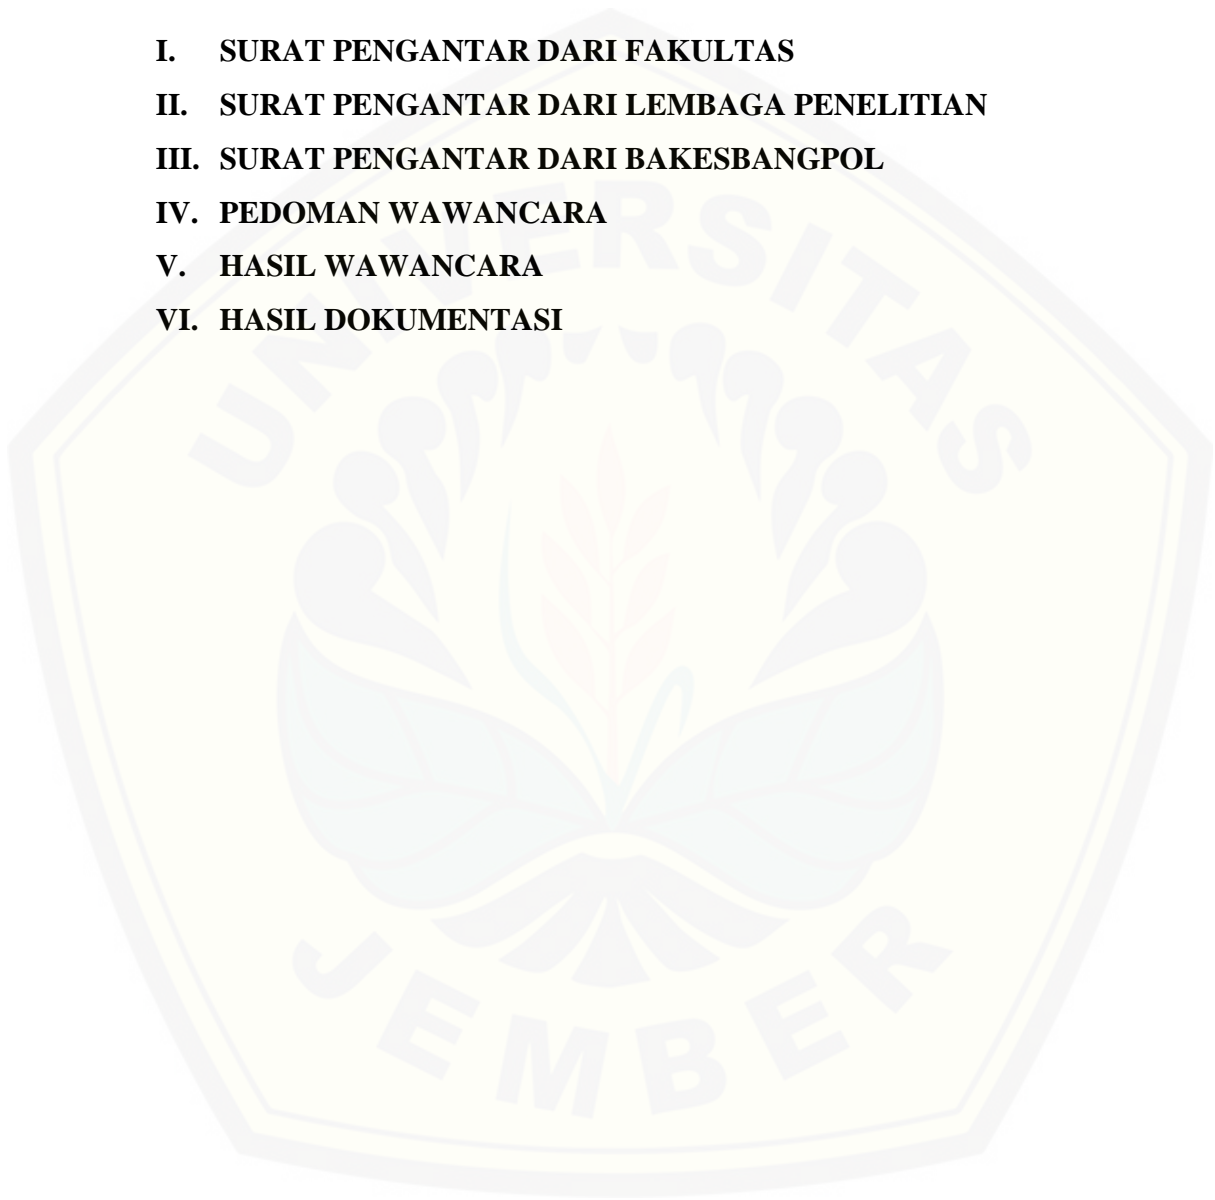 I. SURAT PENGANTAR DARI FAKULTAS
II. SURAT PENGANTAR DARI LEMBAGA PENELITIAN
III. SURAT PENGANTAR DARI BAKESBANGPOL
IV. PEDOMAN WAWANCARA
V. HASIL WAWANCARA
VI. HASIL DOKUMENTASI
UNIVERSITAS
JEMBER